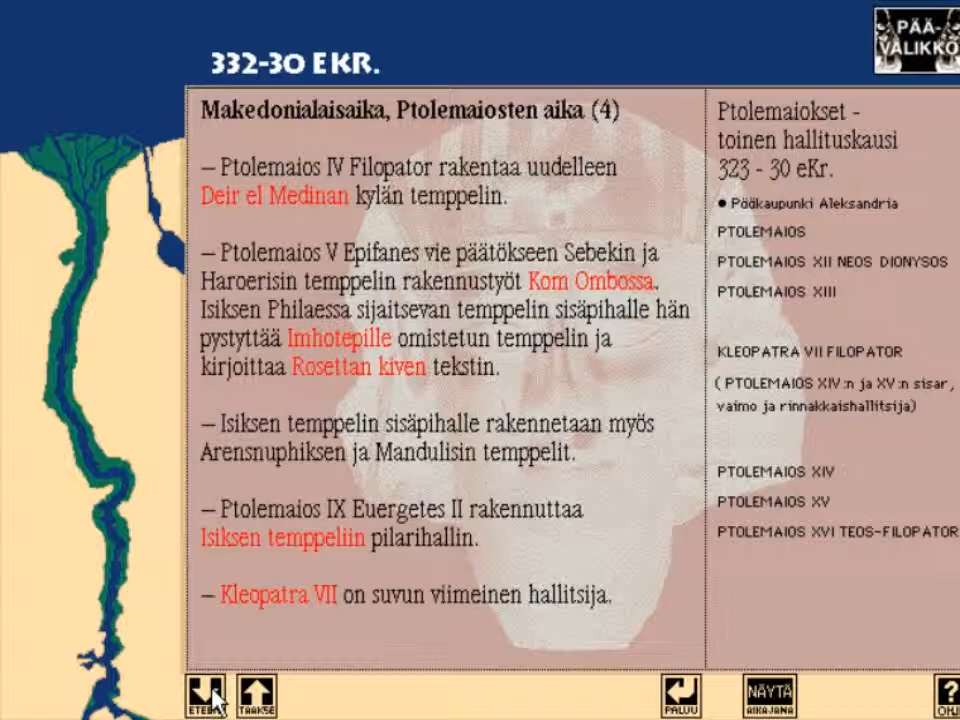 PÄÄ-
VALIKKO
332-30 EKR.
Makedonialaisaika, Ptolemaiosten aika (4)
– Ptolemaios IV Filopator rakentaa uudelleen
Deir el Medinan kylän temppelin.
– Ptolemaios V Epifanes vie päätökseen Sebekin ja
Haroerisin temppelin rakennustyöt Kom Ombossa.
Isiksen Philaessa sijaitsevan temppelin sisäpihalle hän
pystyttää Imhotepille omistetun temppelin ja
kirjoittaa Rosettan kiven tekstin.
– Isiksen temppelin sisäpihalle rakennetaan myös
Arensnuphiksen ja Mandulisin temppelit.
– Ptolemaios IX Euergetes II rakennuttaa
Isiksen temppeliin pilarihallin.
– Kleopatra VII on suvun viimeinen hallitsija.
Ptolemaiokset -
toinen hallituskausi
323 - 30 eKr.
• Pääkaupunki Aleksandria
PTOLEMAIOS
PTOLEMAIOS XII NEOS DIONYSOS
PTOLEMAIOS XIII
KLEOPATRA VII FILOPATOR
( PTOLEMAIOS XIV:n ja XV:n sisar,
vaimo ja rinnakkaishallitsija)
PTOLEMAIOS XIV
PTOLEMAIOS XV
PTOLEMAIOS XVI TEOS-FILOPATOR
TAAKSE
PALUU
NÄYTÄ
AIKAJANA
?